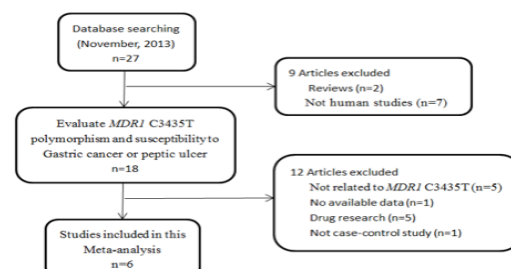 Database searching
(November, 2013)
n=27
9 Articles excluded
Reviews (n=2)
Not human studies (n=7)
Evaluate MDR1 C3435T
polymorphism and susceptibility to
Gastric cancer or peptic ulcer
n=18
12 Articles excluded
Not related to MDR1 C3435T (n=5)
No available data (n=1)
Drug research (n=5)
Not case-control study (n=1)
Studies included in this
Meta-analysis
n=6